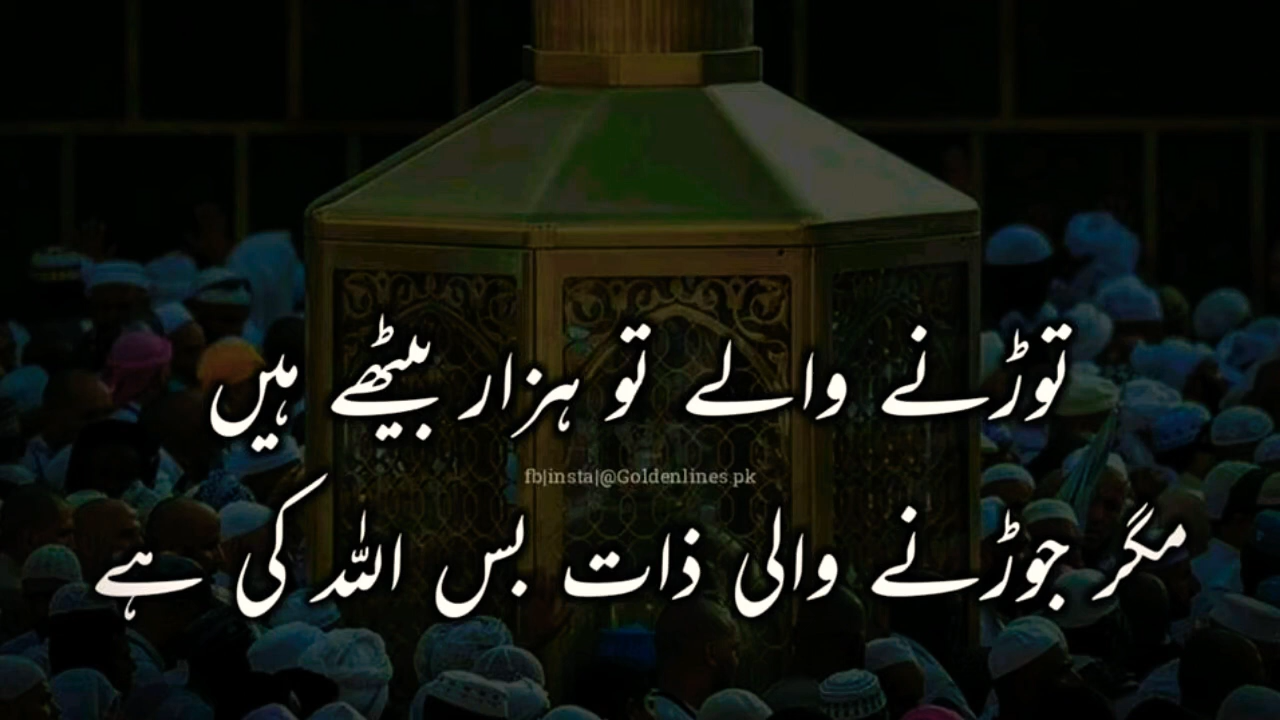 توڑنے والے تو ہزار بیٹھے ہیں
fb|insta|@Goldenlines.pk
مگر جوڑنے والی ذات بس اللہ کی ہے